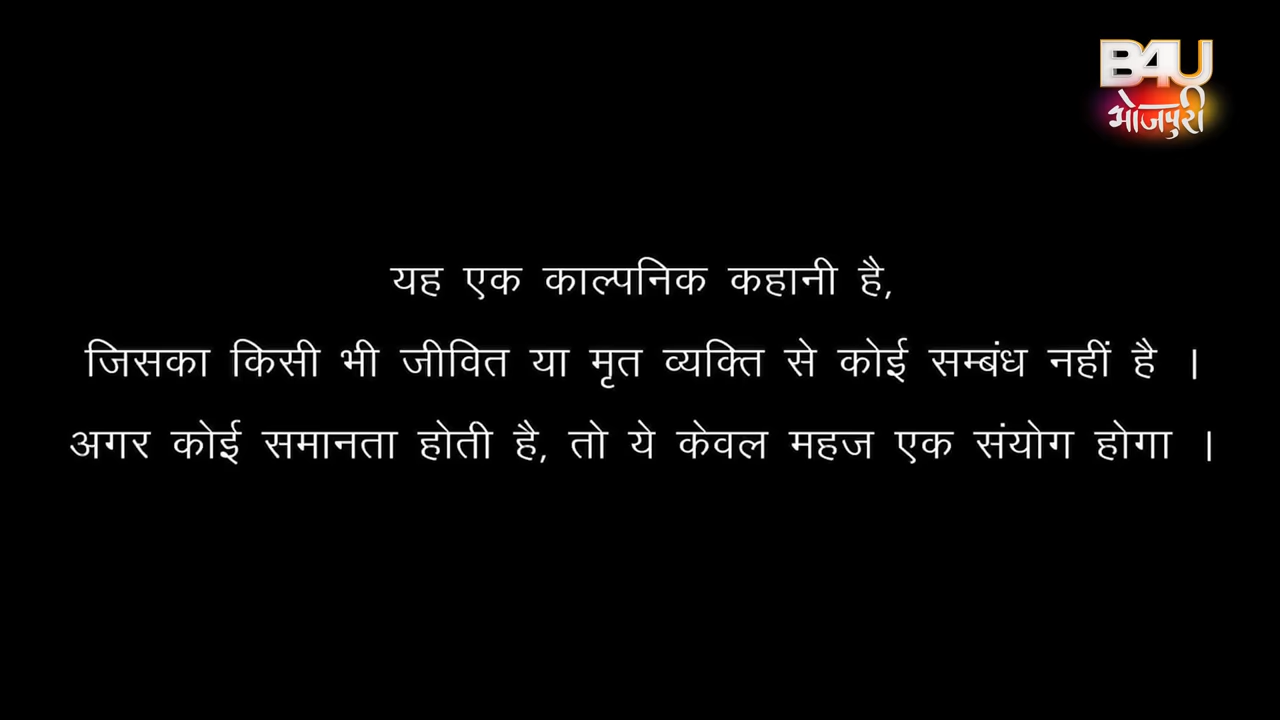 B4U
भोजपुरी
यह एक काल्पनिक कहानी है,
जिसका किसी भी जीवित या मृत व्यक्ति से कोई सम्बंध नहीं है ।
अगर कोई समानता होती है, तो ये केवल महज एक संयोग होगा ।